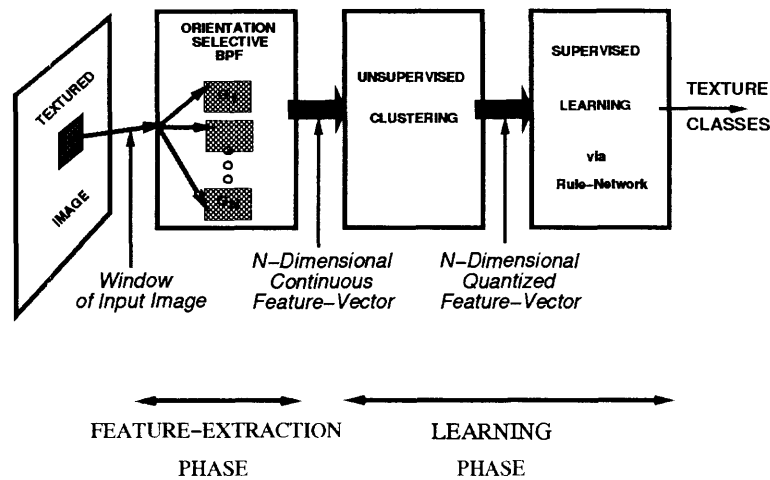 TEXTURED
IMAGE
ORIENTATION
SELECTIVE
BPF
UNSUPERVISED
CLUSTERING
SUPERVISED
LEARNING
via
Rule-Network
TEXTURE
CLASSES
Window
of Input Image
N-Dimensional
Continuous
Feature-Vector
N-Dimensional
Quantized
Feature-Vector
FEATURE-EXTRACTION
PHASE
LEARNING
PHASE